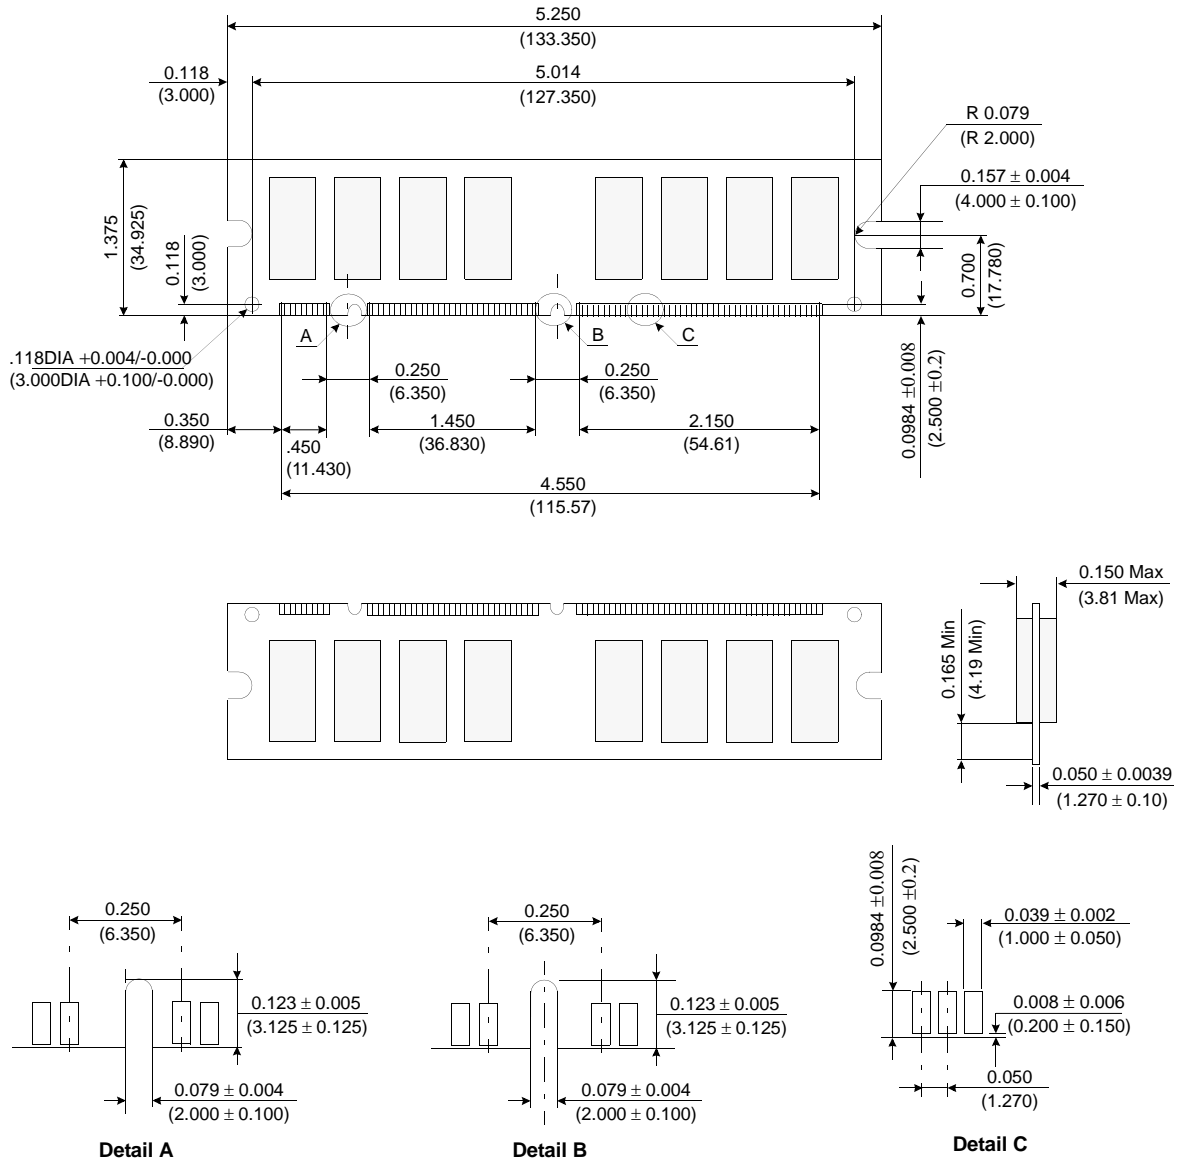 5.250
(133.350)
0.118
(3.000)
5.014
(127.350)
R 0.079
(R 2.000)
0.157 ± 0.004
(4.000 ± 0.100)
1.375
(34.925)
0.118
(3.000)
0.700
(17.780)
A
B
C
.118DIA +0.004/-0.000
(3.000DIA +0.100/-0.000)
0.250
(6.350)
0.250
(6.350)
0.0984 ±0.008
(2.500 ±0.2)
0.350
(8.890)
.450
(11.430)
1.450
(36.830)
2.150
(54.61)
4.550
(115.57)
0.150 Max
(3.81 Max)
0.165 Min
(4.19 Min)
0.050 ± 0.0039
(1.270 ± 0.10)
0.250
(6.350)
0.123 ± 0.005
(3.125 ± 0.125)
0.079 ± 0.004
(2.000 ± 0.100)
Detail A
0.250
(6.350)
0.123 ± 0.005
(3.125 ± 0.125)
0.079 ± 0.004
(2.000 ± 0.100)
Detail B
0.0984 ±0.008
(2.500 ±0.2)
0.039 ± 0.002
(1.000 ± 0.050)
0.008 ± 0.006
(0.200 ± 0.150)
0.050
(1.270)
Detail C